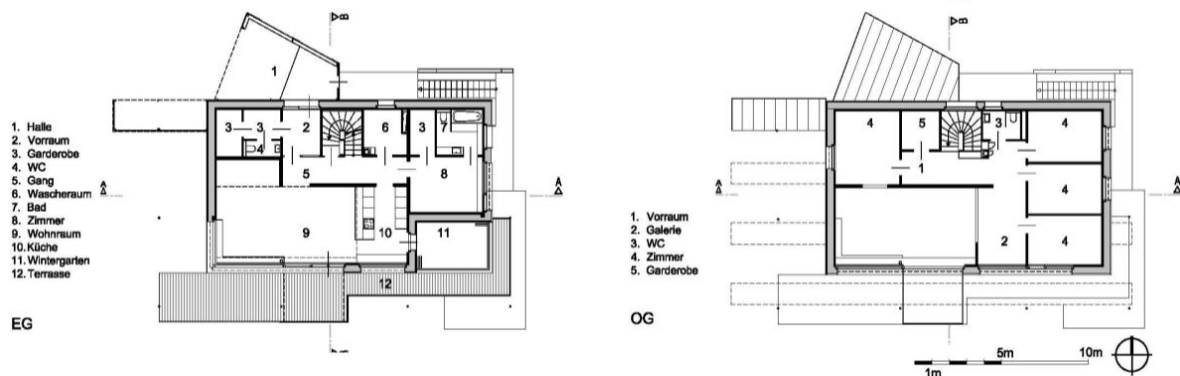 B
1
1. Halle
2. Vorraum
3. Garderobe
4. WC
5. Gang
6. Wascheraum
7. Bad
8. Zimmer
9. Wohnraum
10. Küche
11. Wintergarten
12. Terrasse
3 3 2 6 3 7
4
5 8
A A
9 10 11
12
EG
B
B
4 5 3 4
1
A 4 A
1. Vorraum
2. Galerie
3. WC
4. Zimmer
5. Garderobe
2 4
OG
B
5m 10m
1m